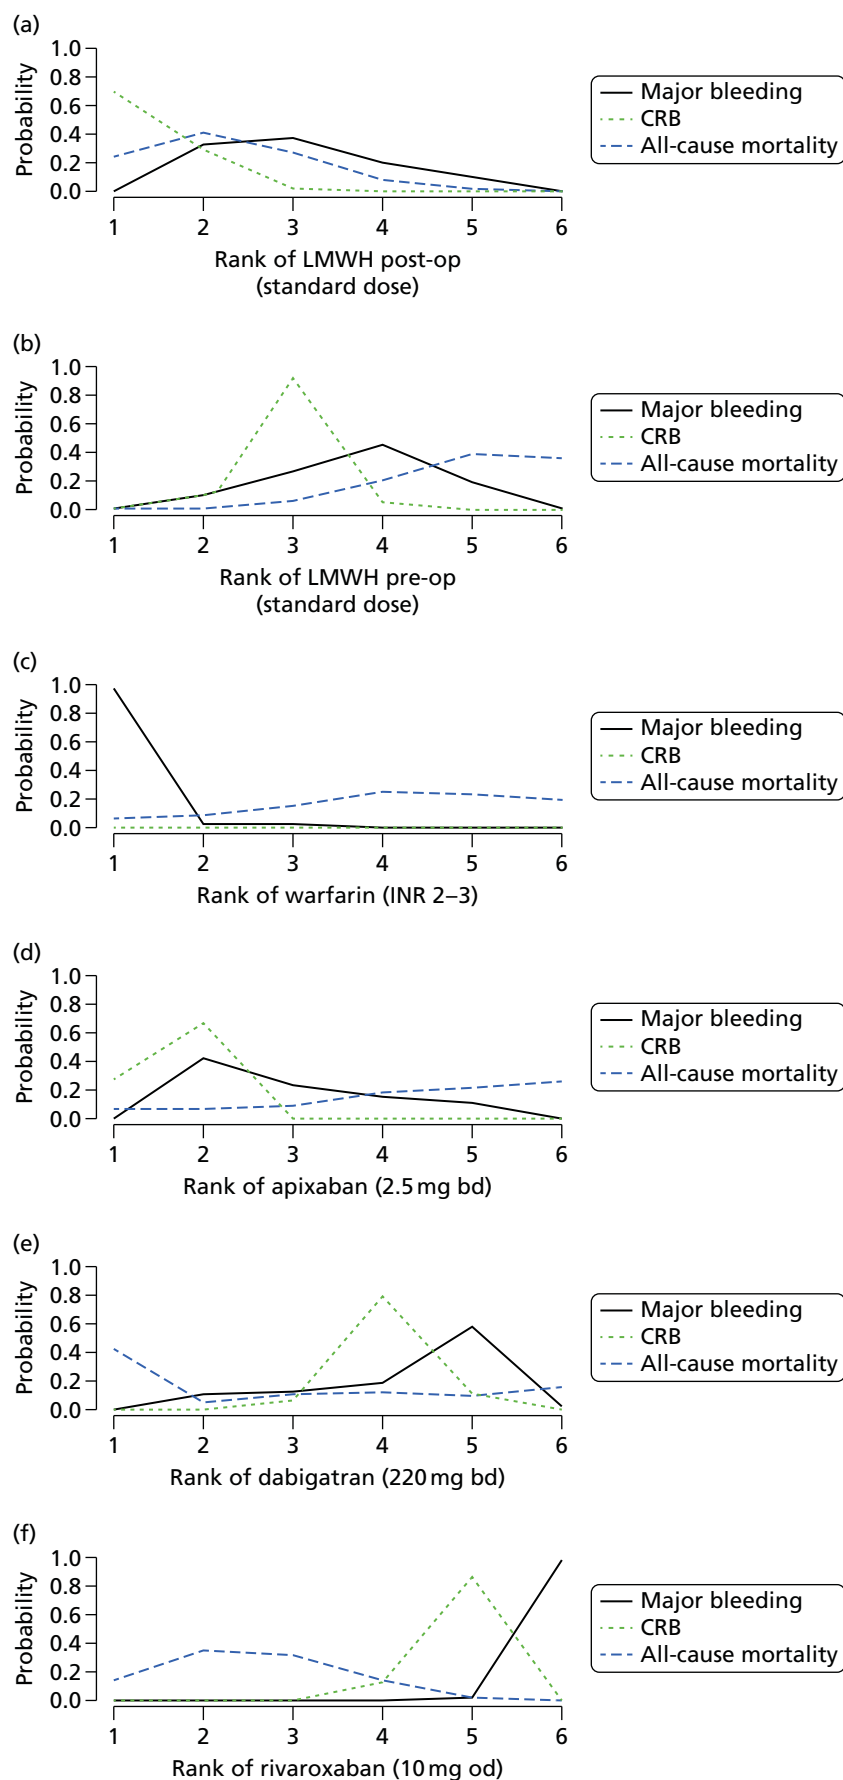 (a)
1.0
0.8
0.6
0.4
0.2
0.0
Probability
1 2 3 4 5 6
Rank of LMWH post-op
(standard dose)
Major bleeding
CRB
All-cause mortality
(b)
1.0
0.8
0.6
0.4
0.2
0.0
Probability
1 2 3 4 5 6
Rank of LMWH pre-op
(standard dose)
Major bleeding
CRB
All-cause mortality
(c)
1.0
0.8
0.6
0.4
0.2
0.0
Probability
1 2 3 4 5 6
Rank of warfarin (INR 2–3)
Major bleeding
CRB
All-cause mortality
(d)
1.0
0.8
0.6
0.4
0.2
0.0
Probability
1 2 3 4 5 6
Rank of apixaban (2.5 mg bd)
Major bleeding
CRB
All-cause mortality
(e)
1.0
0.8
0.6
0.4
0.2
0.0
Probability
1 2 3 4 5 6
Rank of dabigatran (220 mg bd)
Major bleeding
CRB
All-cause mortality
(f)
1.0
0.8
0.6
0.4
0.2
0.0
Probability
1 2 3 4 5 6
Rank of rivaroxaban (10 mg od)
Major bleeding
CRB
All-cause mortality